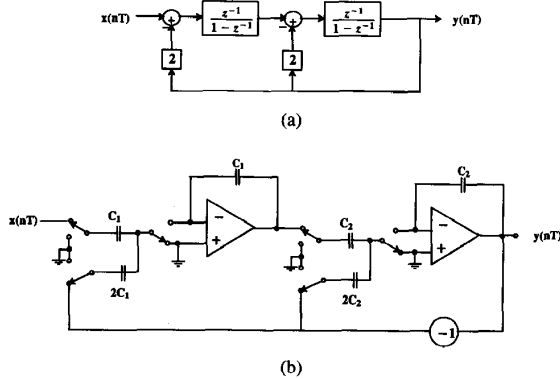 x(nT)
z⁻¹
1 − z⁻¹
z⁻¹
1 − z⁻¹
y(nT)
2
2
(a)
C₁
C₂
x(nT)
C₁
−
+
C₂
−
+
y(nT)
2C₁
2C₂
−1
(b)